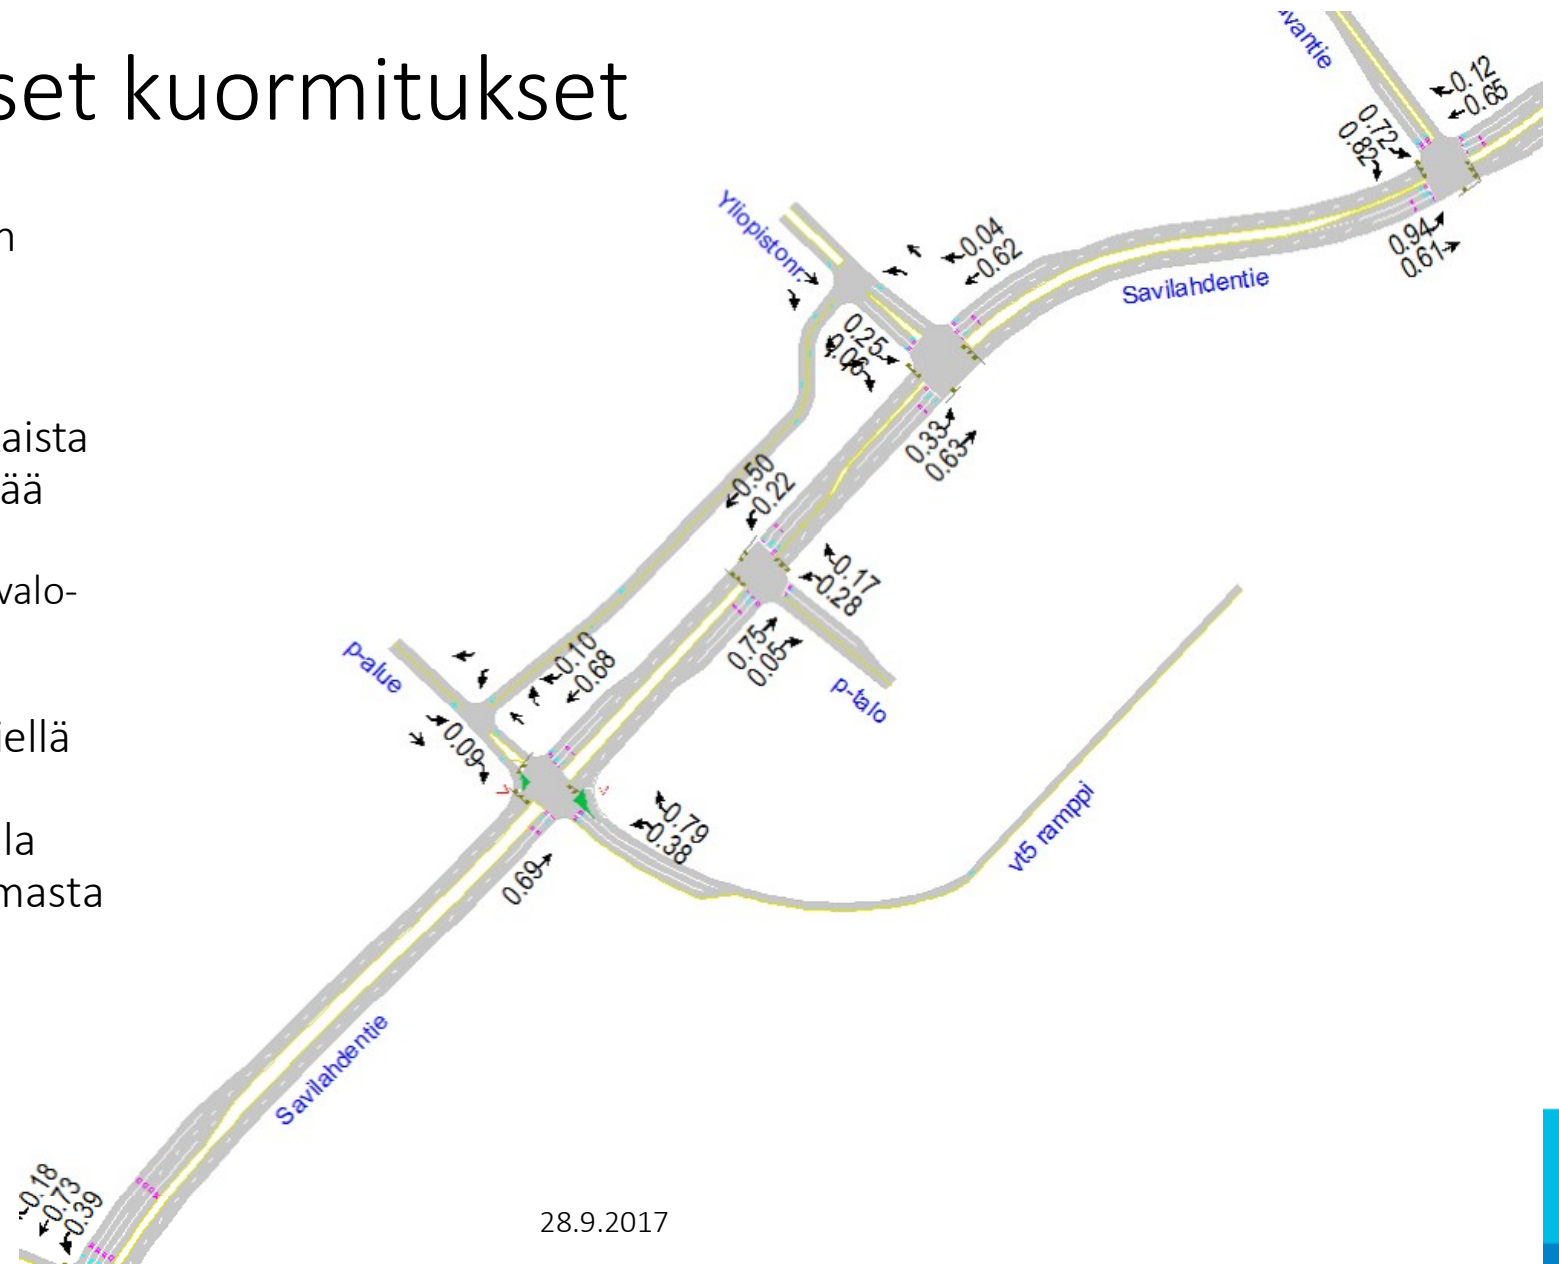 set kuormitukset
n
aista
ää
valo-
iellä
la
masta
vantie
0.12
0.65
0.72
0.82
0.94
0.61
Savilahdentie
Yliopistonr.
0.04
0.62
0.25
0.06
0.33
0.63
0.50
0.22
0.17
0.28
0.75
0.05
p-talo
p-alue
0.10
0.68
0.09
0.79
0.38
0.69
vt5 ramppi
Savilahdentie
0.18
0.73
0.39
28.9.2017